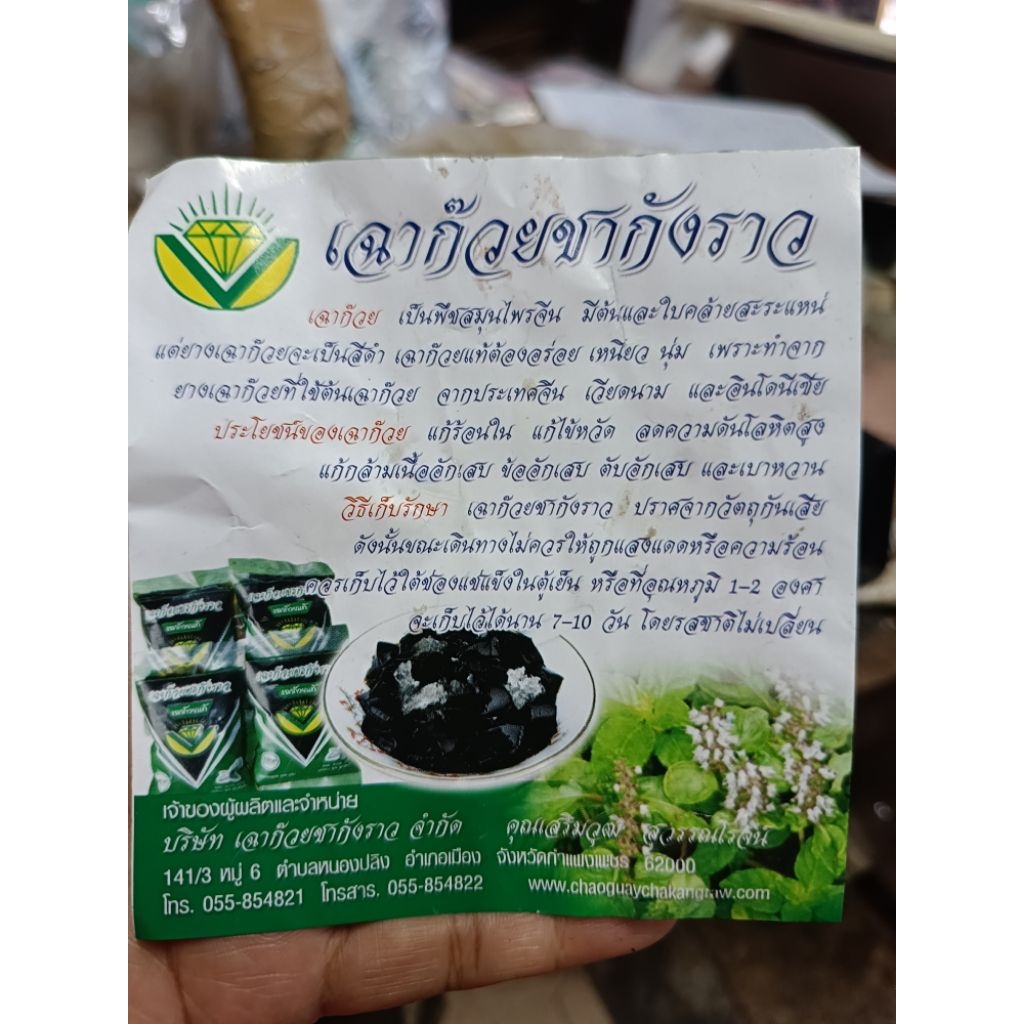 เฉาก๊วยชากังราว
เฉาก๊วย เป็นพืชสมุนไพรจีน มีต้นและใบคล้ายสะระแหน่
แต่ยางเฉาก๊วยจะเป็นสีดำ เฉาก๊วยแท้ต้องอร่อย เหนียว นุ่ม เพราะทำจาก
ยางเฉาก๊วยที่ใช้ต้นเฉาก๊วย จากประเทศจีน เวียดนาม และอินโดนีเซีย
ประโยชน์ของเฉาก๊วย แก้ร้อนใน แก้ไข้หวัด ลดความดันโลหิตสูง
แก้กล้ามเนื้ออักเสบ ข้ออักเสบ ตับอักเสบ และเบาหวาน
วิธีเก็บรักษา เฉาก๊วยชากังราว ปราศจากวัตถุกันเสีย
ดังนั้นขณะเดินทางไม่ควรให้ถูกแสงแดดหรือความร้อน
ควรเก็บไว้ใต้ช่องแช่แข็งในตู้เย็น หรือที่อุณหภูมิ 1-2 องศา
จะเก็บไว้ได้นาน 7-10 วัน โดยรสชาติไม่เปลี่ยน
เจ้าของผู้ผลิตและจำหน่าย
บริษัท เฉาก๊วยชากังราว จำกัด คุณเสริมวุฒิ สุวรรณโรจน์
141/3 หมู่ 6 ตำบลหนองปลิง อำเภอเมือง จังหวัดกำแพงเพชร 62000
โทร. 055-854821 โทรสาร. 055-854822 www.chaoguaychakangraw.com